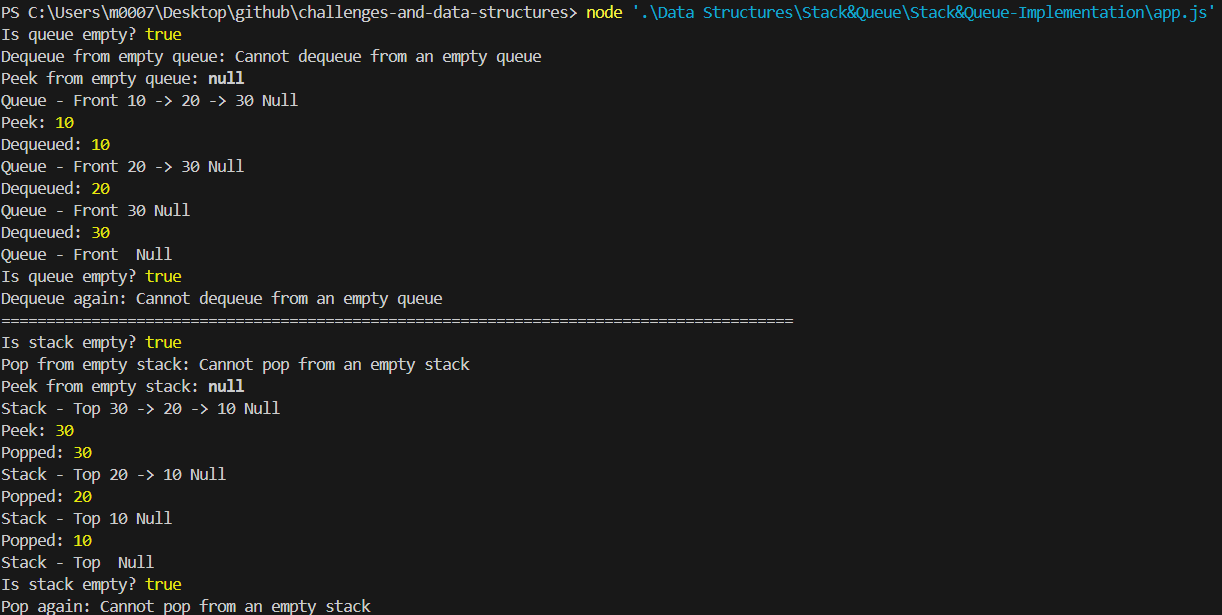 PS C:\Users\m0007\Desktop\github\challenges-and-data-structures> node '.\Data Structures\Stack&Queue\Stack&Queue-Implementation\app.js'
Is queue empty? true
Dequeue from empty queue: Cannot dequeue from an empty queue
Peek from empty queue: null
Queue - Front 10 -> 20 -> 30 Null
Peek: 10
Dequeued: 10
Queue - Front 20 -> 30 Null
Dequeued: 20
Queue - Front 30 Null
Dequeued: 30
Queue - Front  Null
Is queue empty? true
Dequeue again: Cannot dequeue from an empty queue
========================================================================================
Is stack empty? true
Pop from empty stack: Cannot pop from an empty stack
Peek from empty stack: null
Stack - Top 30 -> 20 -> 10 Null
Peek: 30
Popped: 30
Stack - Top 20 -> 10 Null
Popped: 20
Stack - Top 10 Null
Popped: 10
Stack - Top  Null
Is stack empty? true
Pop again: Cannot pop from an empty stack